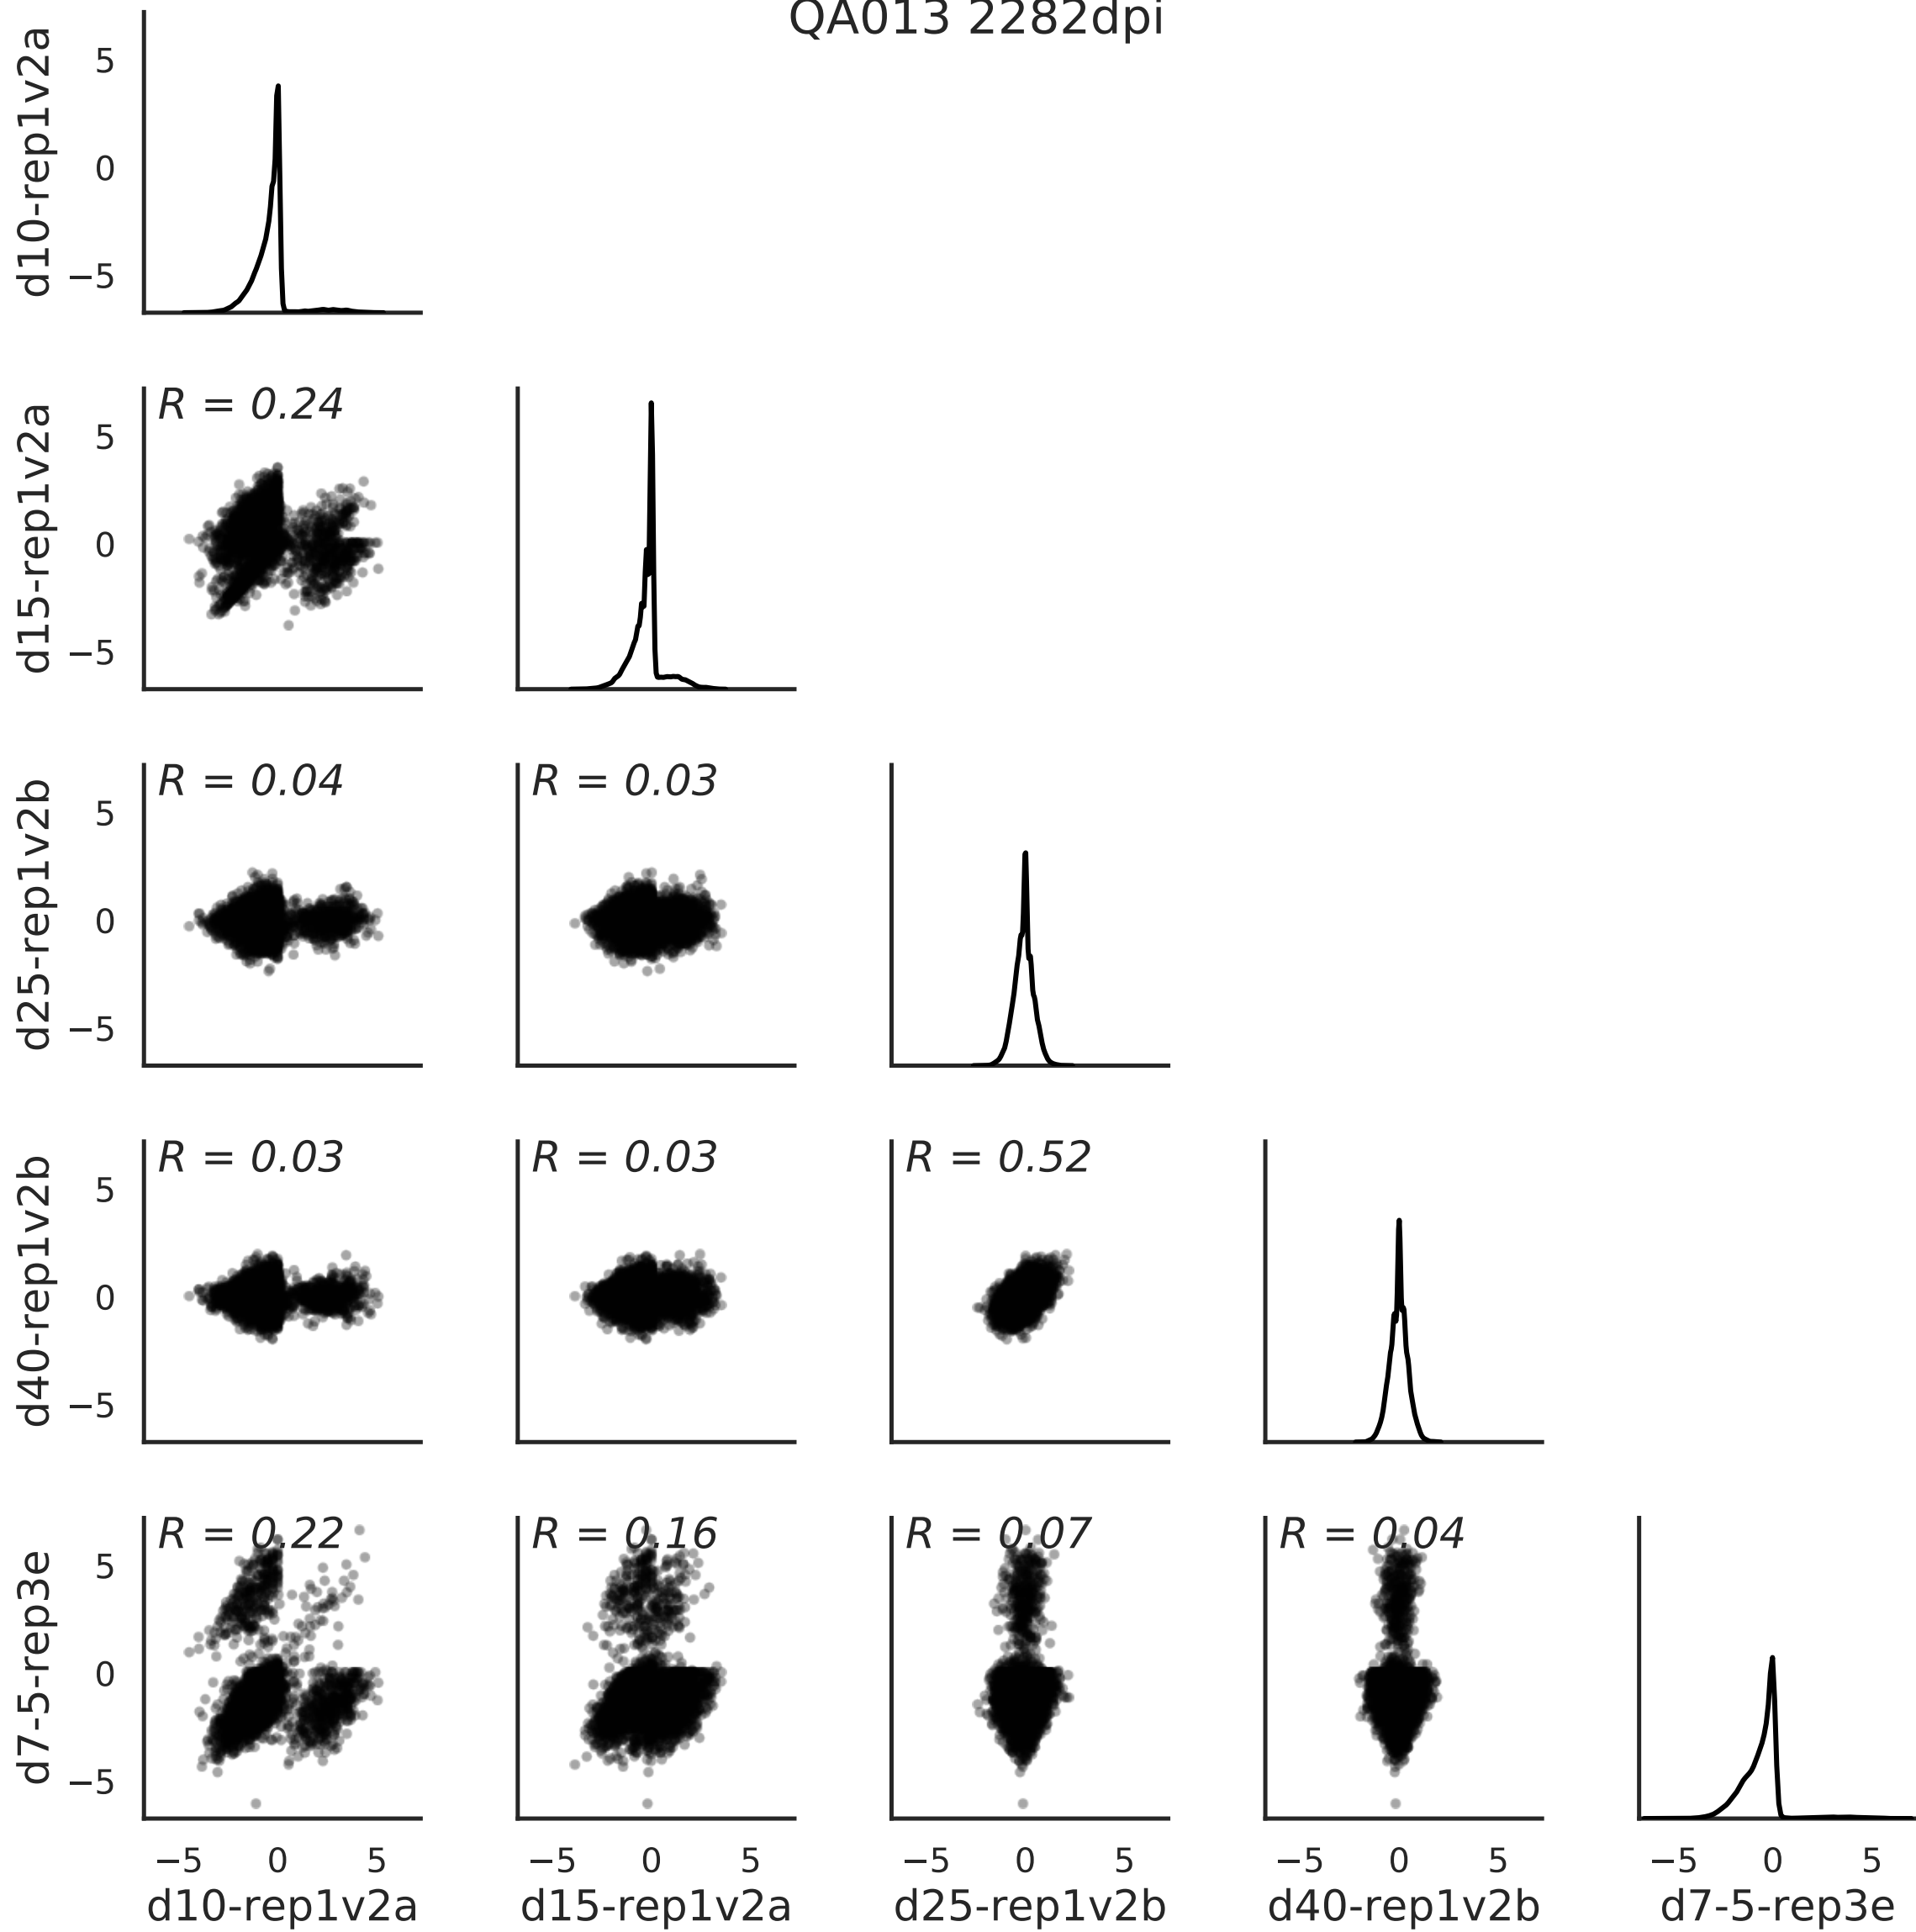 QA013 2282dpi
d10-rep1v2a
5
0
−5
d15-rep1v2a
5
0
−5
R = 0.24
d25-rep1v2b
5
0
−5
R = 0.04
R = 0.03
d40-rep1v2b
5
0
−5
R = 0.03
R = 0.03
R = 0.52
d7-5-rep3e
5
0
−5
R = 0.22
R = 0.16
R = 0.07
R = 0.04
−5 0 5
−5 0 5
−5 0 5
−5 0 5
−5 0 5
d10-rep1v2a
d15-rep1v2a
d25-rep1v2b
d40-rep1v2b
d7-5-rep3e